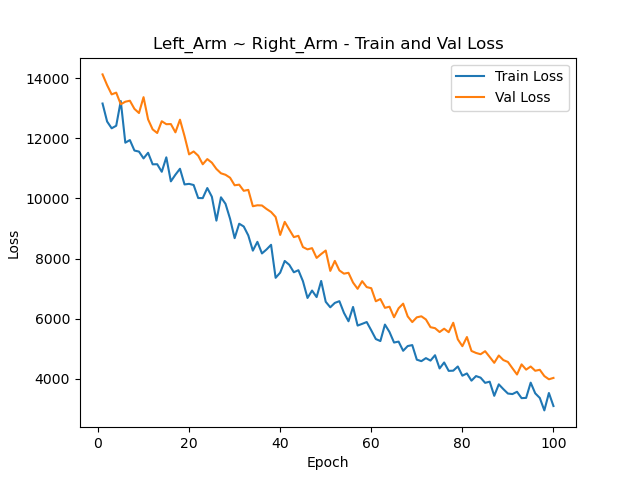 Left_Arm ~ Right_Arm - Train and Val Loss
Train Loss
Val Loss
14000
12000
10000
8000
6000
4000
Loss
0 20 40 60 80 100
Epoch